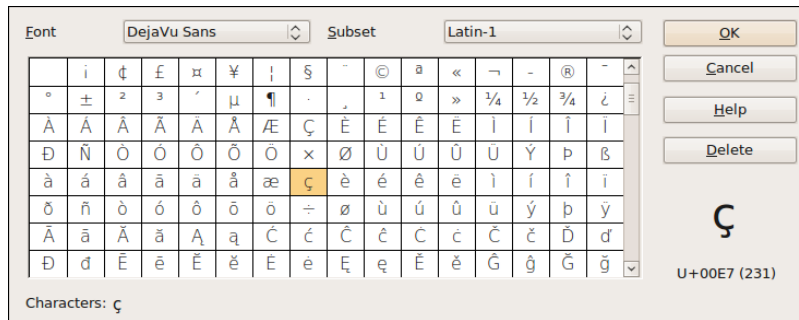 Font DejaVu Sans Subset Latin-1 OK
¡ ¢ £ ¤ ¥ ¦ § ¨ © ª « ¬ - ® ¯
Cancel
° ± ² ³ ´ µ ¶ · ¸ ¹ º » ¼ ½ ¾ ¿
Help
À Á Â Ã Ä Å Æ Ç È É Ê Ë Ì Í Î Ï
Ð Ñ Ò Ó Ô Õ Ö × Ø Ù Ú Û Ü Ý Þ ß
Delete
à á â ã ä å æ ç è é ê ë ì í î ï
ð ñ ò ó ô õ ö ÷ ø ù ú û ü ý þ ÿ
ç
Ā ā Ă ă Ą ą Ć ć Ĉ ĉ Ċ ċ Č č Ď ď
Đ đ Ē ē Ĕ ĕ Ė ė Ę ę Ě ě Ĝ ĝ Ğ ğ
U+00E7 (231)
Characters: ç